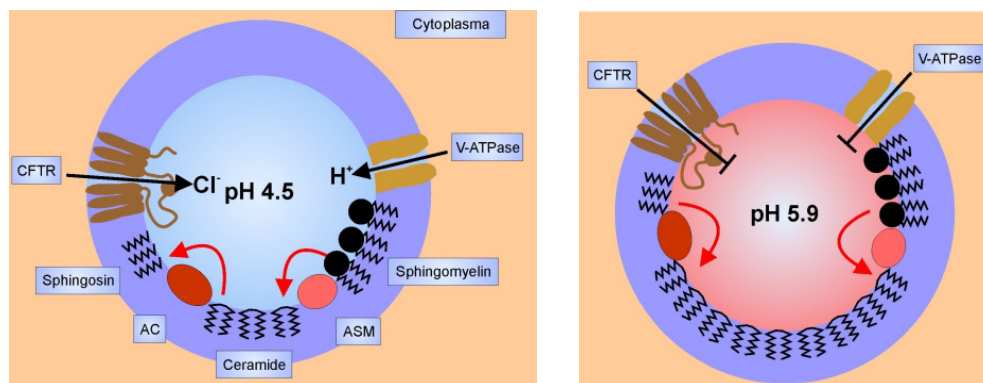 Cytoplasma
CFTR
Cl-
pH 4.5
H+
V-ATPase
Sphingosin
AC
Ceramide
ASM
Sphingomyelin
CFTR
V-ATPase
pH 5.9